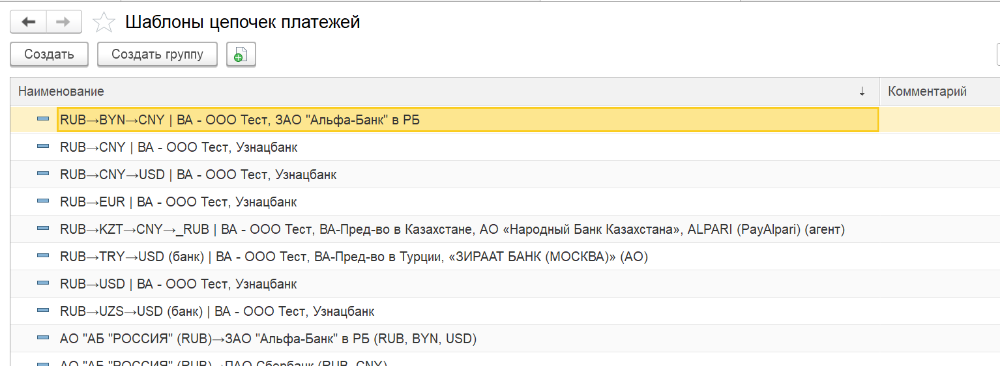 Шаблоны цепочек платежей
Создать Создать группу
Наименование ↓ Комментарий
RUB→BYN→CNY | ВА - ООО Тест, ЗАО "Альфа-Банк" в РБ
RUB→CNY | ВА - ООО Тест, Узнацбанк
RUB→CNY→USD | ВА - ООО Тест, Узнацбанк
RUB→EUR | ВА - ООО Тест, Узнацбанк
RUB→KZT→CNY→_RUB | ВА - ООО Тест, ВА-Пред-во в Казахстане, АО «Народный Банк Казахстана», ALPARI (PayAlpari) (агент)
RUB→TRY→USD (банк) | ВА - ООО Тест, ВА-Пред-во в Турции, «ЗИРААТ БАНК (МОСКВА)» (АО)
RUB→USD | ВА - ООО Тест, Узнацбанк
RUB→UZS→USD (банк) | ВА - ООО Тест, Узнацбанк
АО "АБ "РОССИЯ" (RUB)→ЗАО "Альфа-Банк" в РБ (RUB, BYN, USD)
АО "АБ "РОССИЯ" (RUB)→ПАО Сбербанк (RUB, CNY)